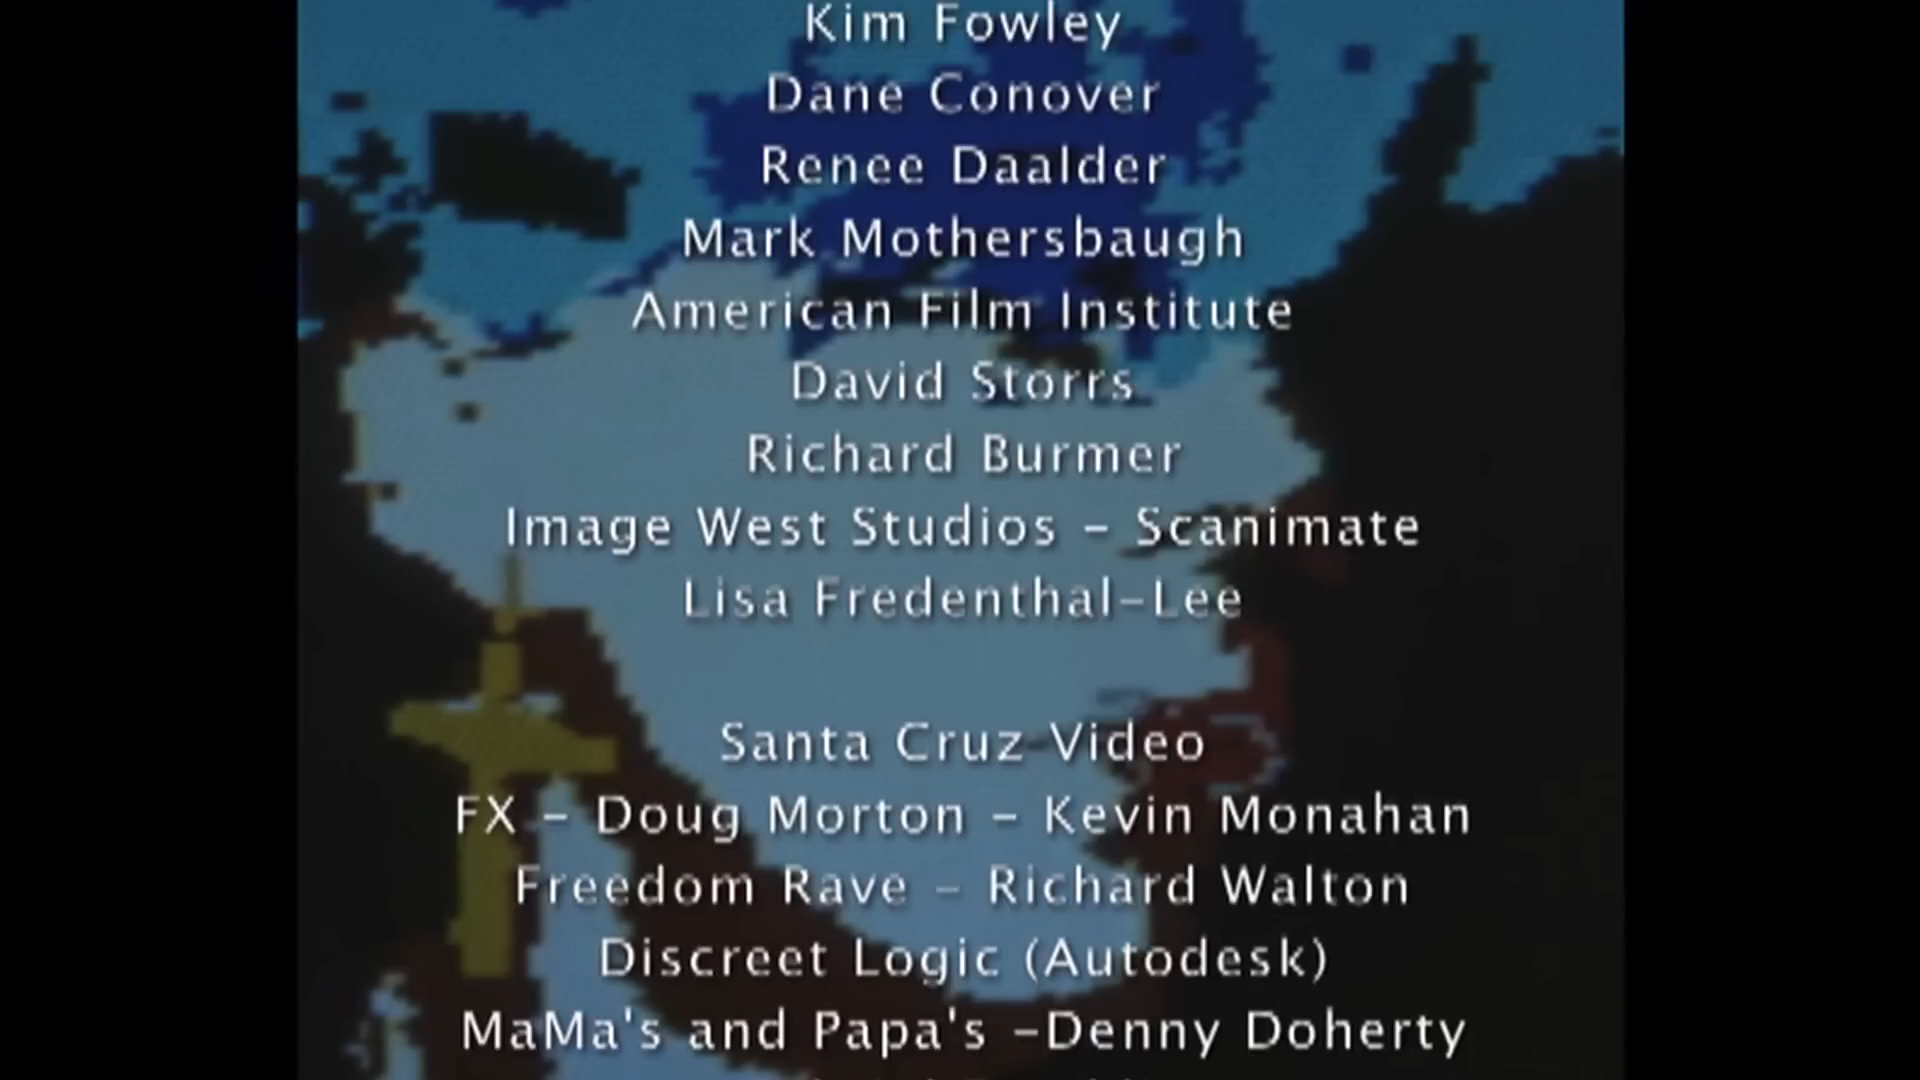 Kim Fowley
Dane Conover
Renee Daalder
Mark Mothersbaugh
American Film Institute
David Storrs
Richard Burmer
Image West Studios - Scanimate
Lisa Fredenthal-Lee
Santa Cruz Video
FX - Doug Morton - Kevin Monahan
Freedom Rave - Richard Walton
Discreet Logic (Autodesk)
MaMa's and Papa's -Denny Doherty